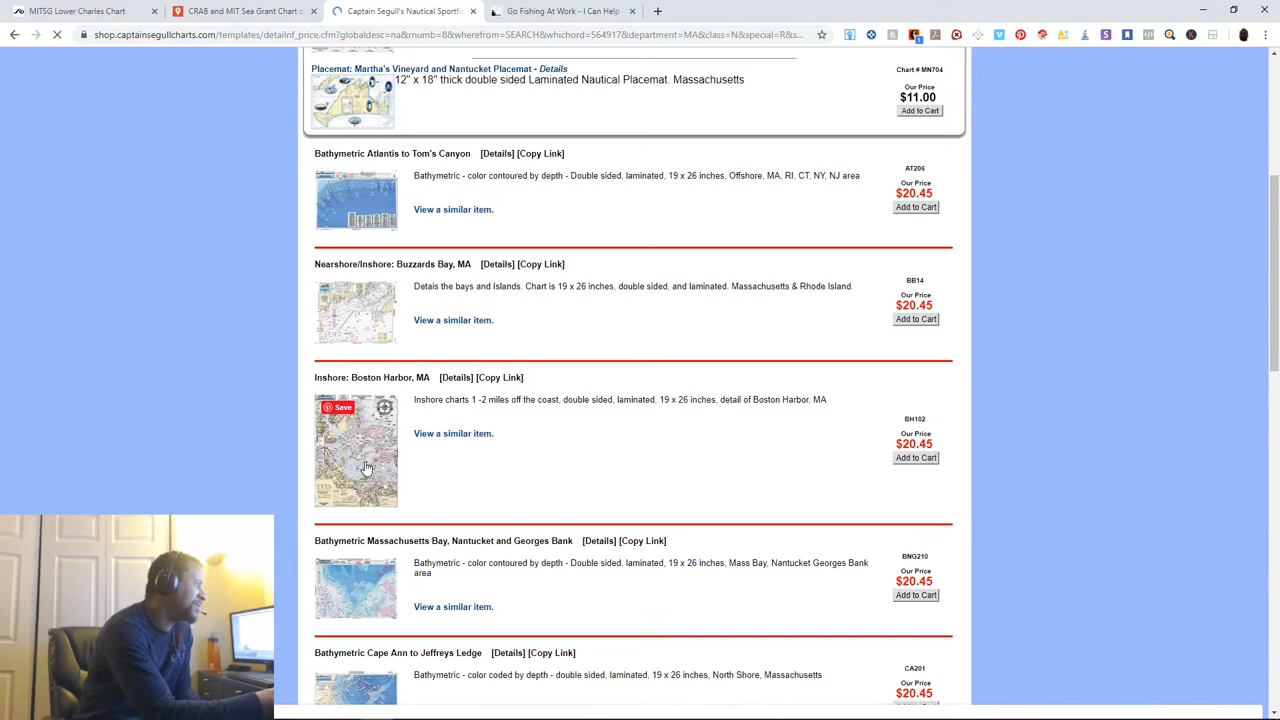 MITSG Lower Charles Chart
CRAB and MIT Sea Grant Chart o
Captain Segull's Nautical Sportfi
Go Fishing At Work - I Can Help
shop.captainsegullcharts.com/templates/detailnf_price.cfm?globaldesc=na&rnumb=8&wherefrom=SEARCH&whichord=564917&department=MA&class=N&special=R&s...
Placemat: Martha's Vineyard and Nantucket Placemat - Details
12" x 18" thick double sided Laminated Nautical Placemat. Massachusetts
Chart # MN704
Our Price
$11.00
Add to Cart
Bathymetric Atlantis to Tom's Canyon [Details] [Copy Link]
Bathymetric - color contoured by depth - Double sided, laminated, 19 x 26 inches, Offshore, MA, RI, CT, NY, NJ area
View a similar item.
AT206
Our Price
$20.45
Add to Cart
Nearshore/Inshore: Buzzards Bay, MA [Details] [Copy Link]
Detais the bays and Islands. Chart is 19 x 26 inches, double sided, and laminated. Massachusetts & Rhode Island.
View a similar item.
BB14
Our Price
$20.45
Add to Cart
Inshore: Boston Harbor, MA [Details] [Copy Link]
Save
Inshore charts 1 -2 miles off the coast, double sided, laminated, 19 x 26 inches, detail of Boston Harbor, MA
View a similar item.
BH102
Our Price
$20.45
Add to Cart
Bathymetric Massachusetts Bay, Nantucket and Georges Bank [Details] [Copy Link]
Bathymetric - color contoured by depth - Double sided, laminated, 19 x 26 inches, Mass Bay, Nantucket Georges Bank
area
View a similar item.
BNG210
Our Price
$20.45
Add to Cart
Bathymetric Cape Ann to Jeffreys Ledge [Details] [Copy Link]
Bathymetric - color coded by depth - double sided, laminated, 19 x 26 inches, North Shore, Massachusetts
CA201
Our Price
$20.45